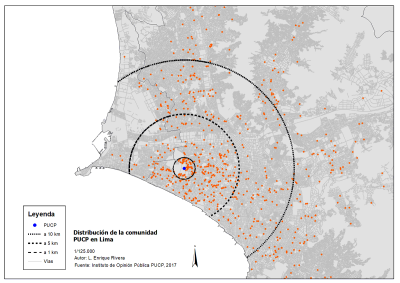 Leyenda
PUCP
a 10 km
a 5 km
a 1 km
Vías
Distribución de la comunidad
PUCP en Lima
1/125.000
Autor: L. Enrique Rivera
Fuente: Instituto de Opinión Pública PUCP, 2017